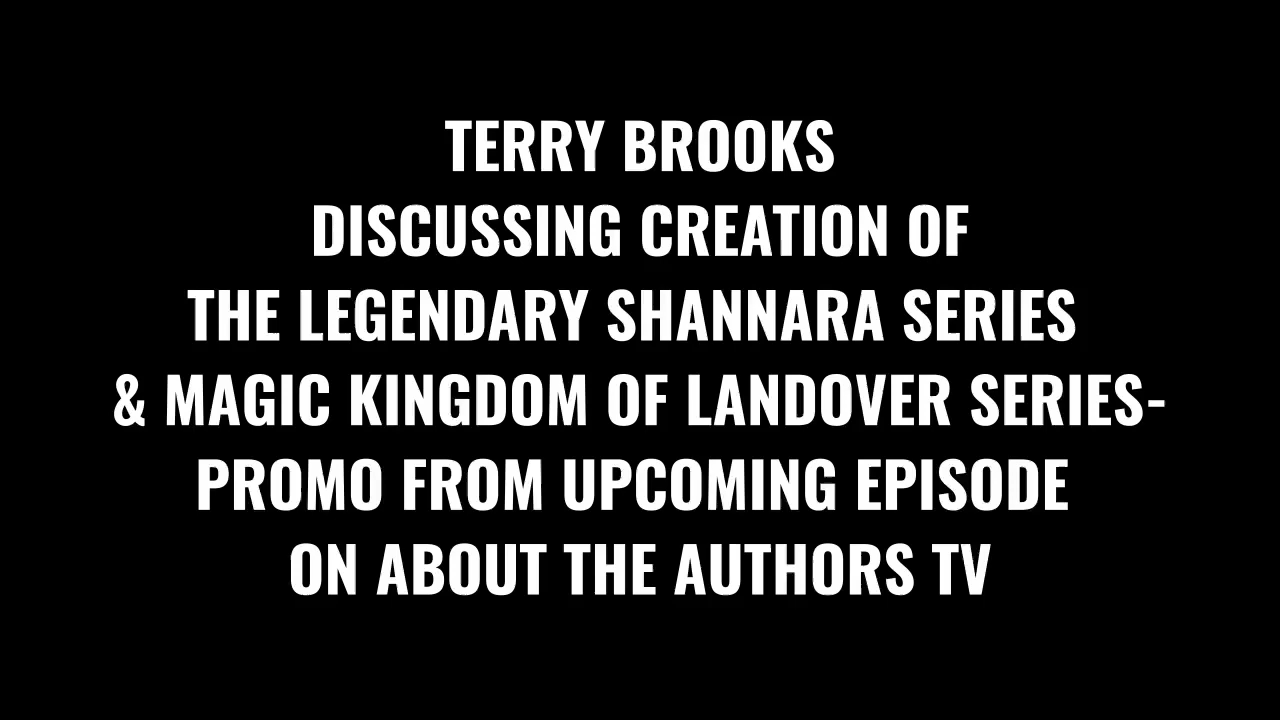 TERRY BROOKS
DISCUSSING CREATION OF
THE LEGENDARY SHANNARA SERIES
& MAGIC KINGDOM OF LANDOVER SERIES-
PROMO FROM UPCOMING EPISODE
ON ABOUT THE AUTHORS TV